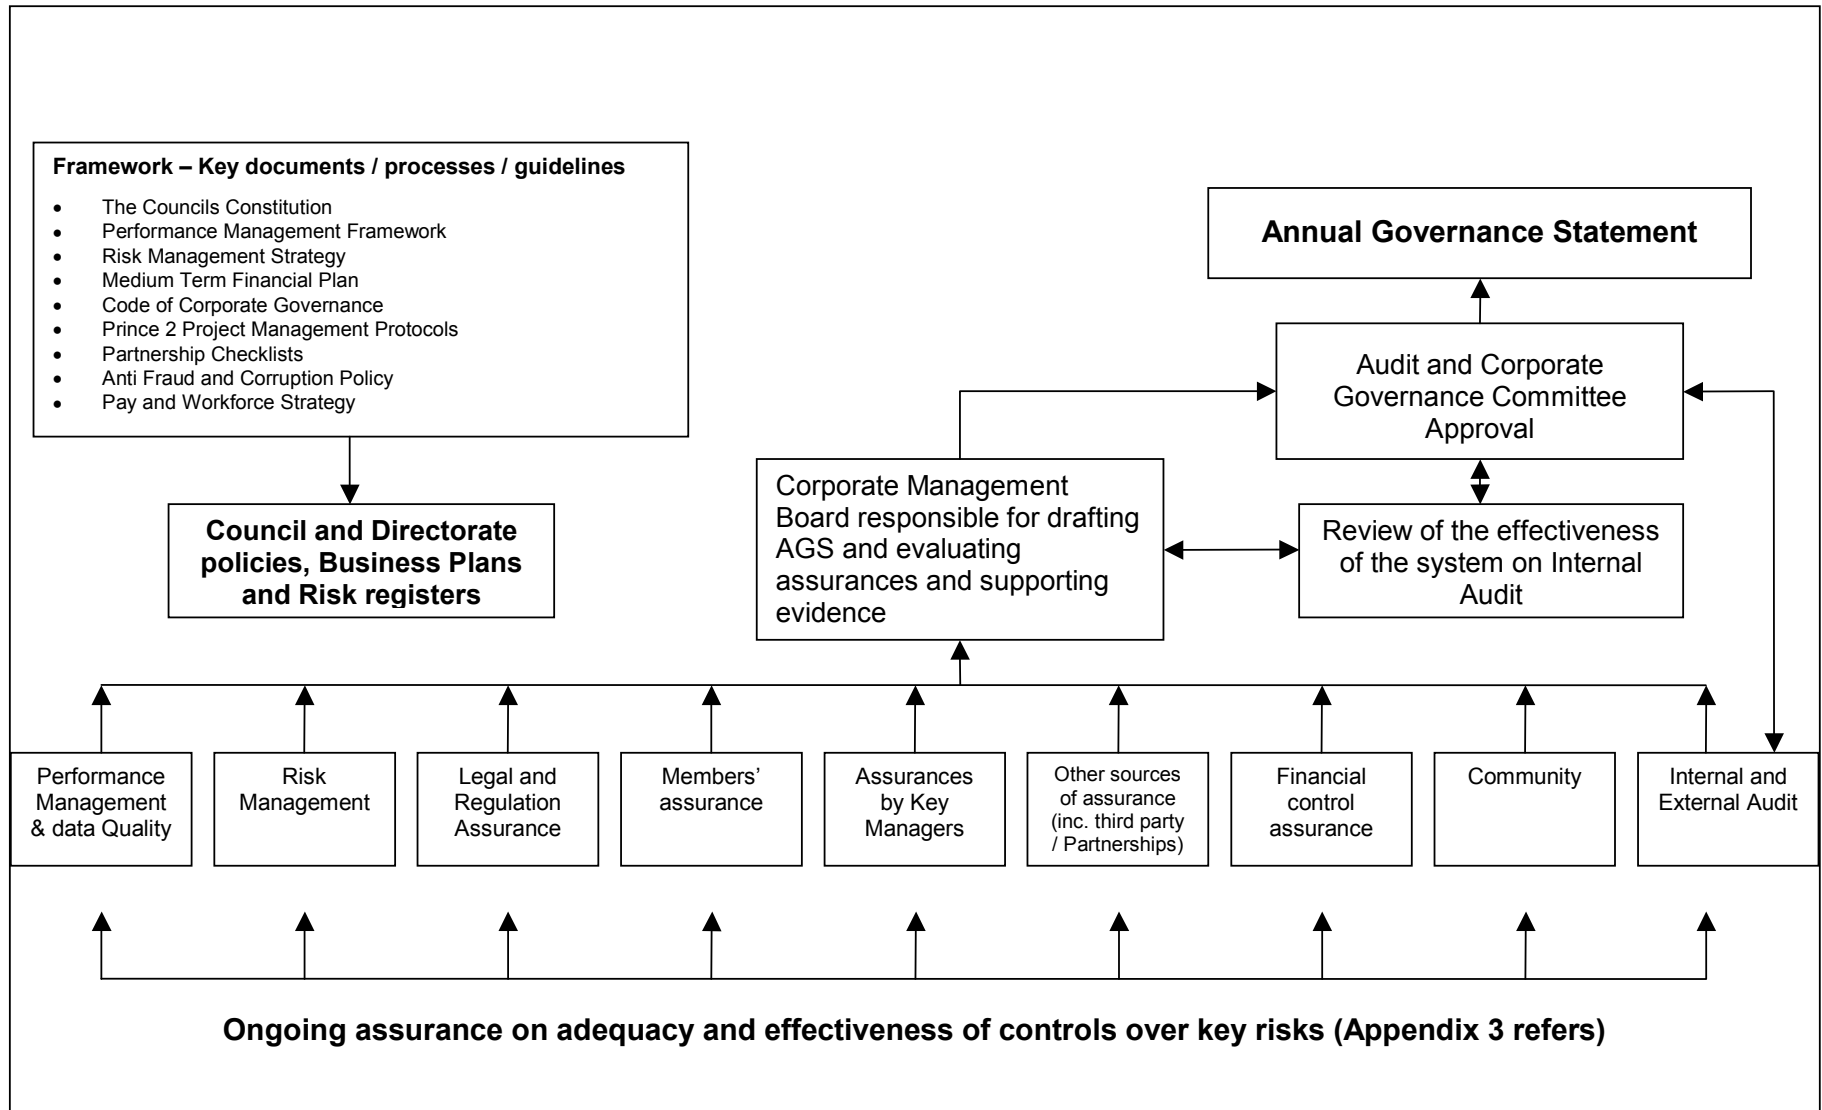 Framework – Key documents / processes / guidelines
• The Councils Constitution
• Performance Management Framework
• Risk Management Strategy
• Medium Term Financial Plan
• Code of Corporate Governance
• Prince 2 Project Management Protocols
• Partnership Checklists
• Anti Fraud and Corruption Policy
• Pay and Workforce Strategy
Council and Directorate
policies, Business Plans
and Risk registers
Annual Governance Statement
Audit and Corporate
Governance Committee
Approval
Corporate Management
Board responsible for drafting
AGS and evaluating
assurances and supporting
evidence
Review of the effectiveness
of the system on Internal
Audit
Performance
Management
& data Quality
Risk
Management
Legal and
Regulation
Assurance
Members’
assurance
Assurances
by Key
Managers
Other sources
of assurance
(inc. third party
/ Partnerships)
Financial
control
assurance
Community
Internal and
External Audit
Ongoing assurance on adequacy and effectiveness of controls over key risks (Appendix 3 refers)